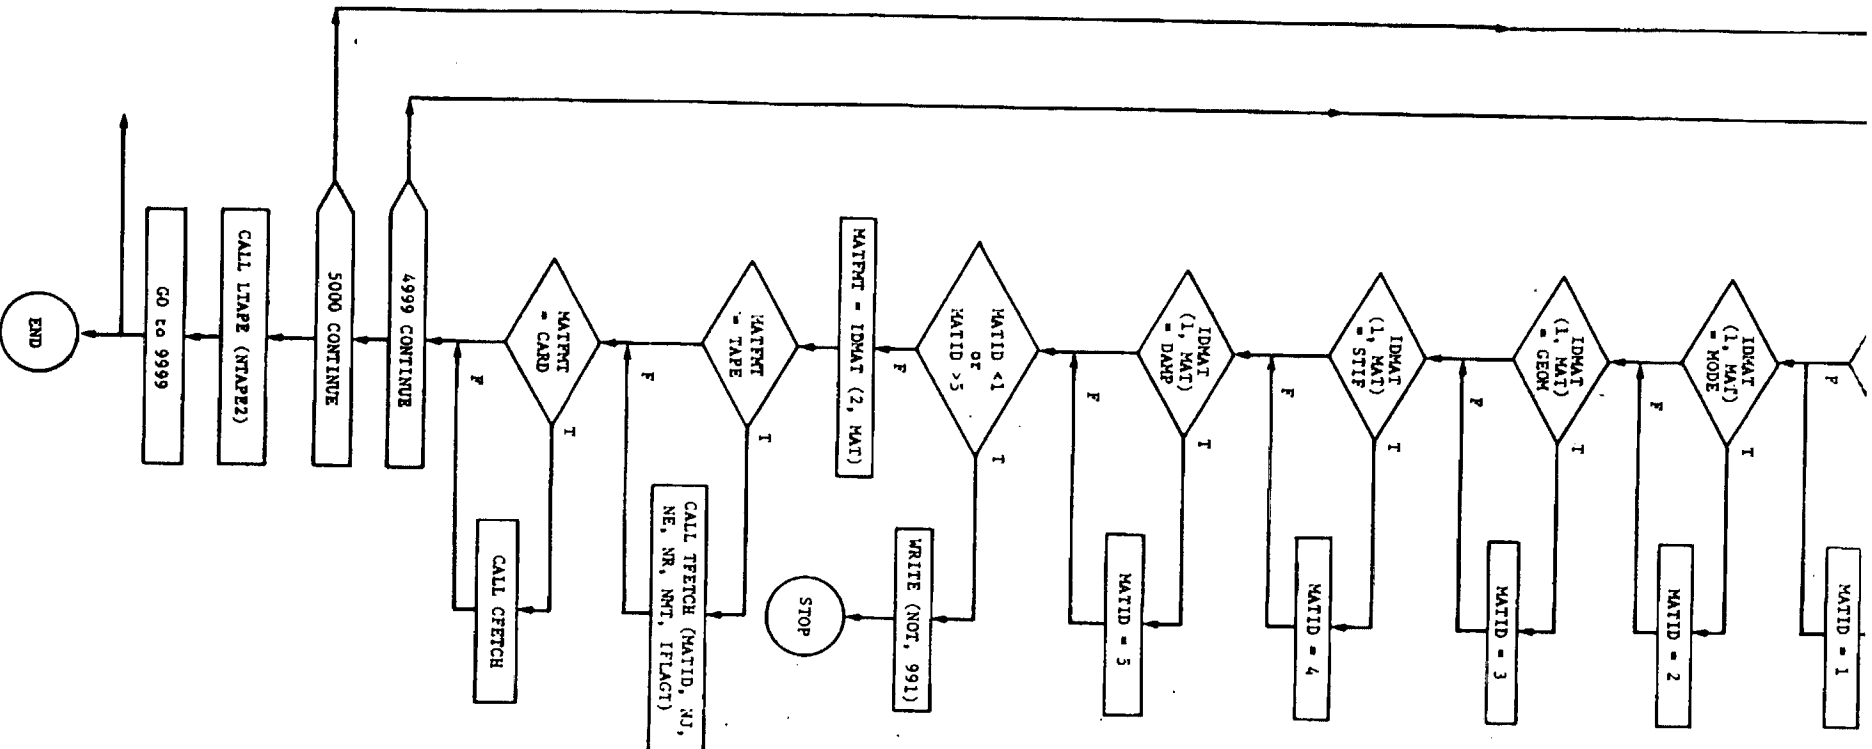 MATID = 1
F
IDMAT
(1, MAT)
= MODE
T
F
MATID = 2
IDMAT
(1, MAT)
= GEOM
T
F
MATID = 3
IDMAT
(1, MAT)
= STIF
T
F
MATID = 4
IDMAT
(1, MAT)
= DAMP
T
F
MATID = 5
MATID <1
or
MATID >5
T
F
WRITE (NOT, 991)
STOP
MATFMT = IDMAT (2, MAT)
MATFMT
= TAPE
T
F
CALL TFETCH (MATID, NJ,
NE, NR, NMT, IFLAGT)
MATFMT
= CARD
T
F
CALL CFETCH
4999 CONTINUE
5000 CONTINUE
CALL LTAPE (NTAPE2)
GO to 9999
END